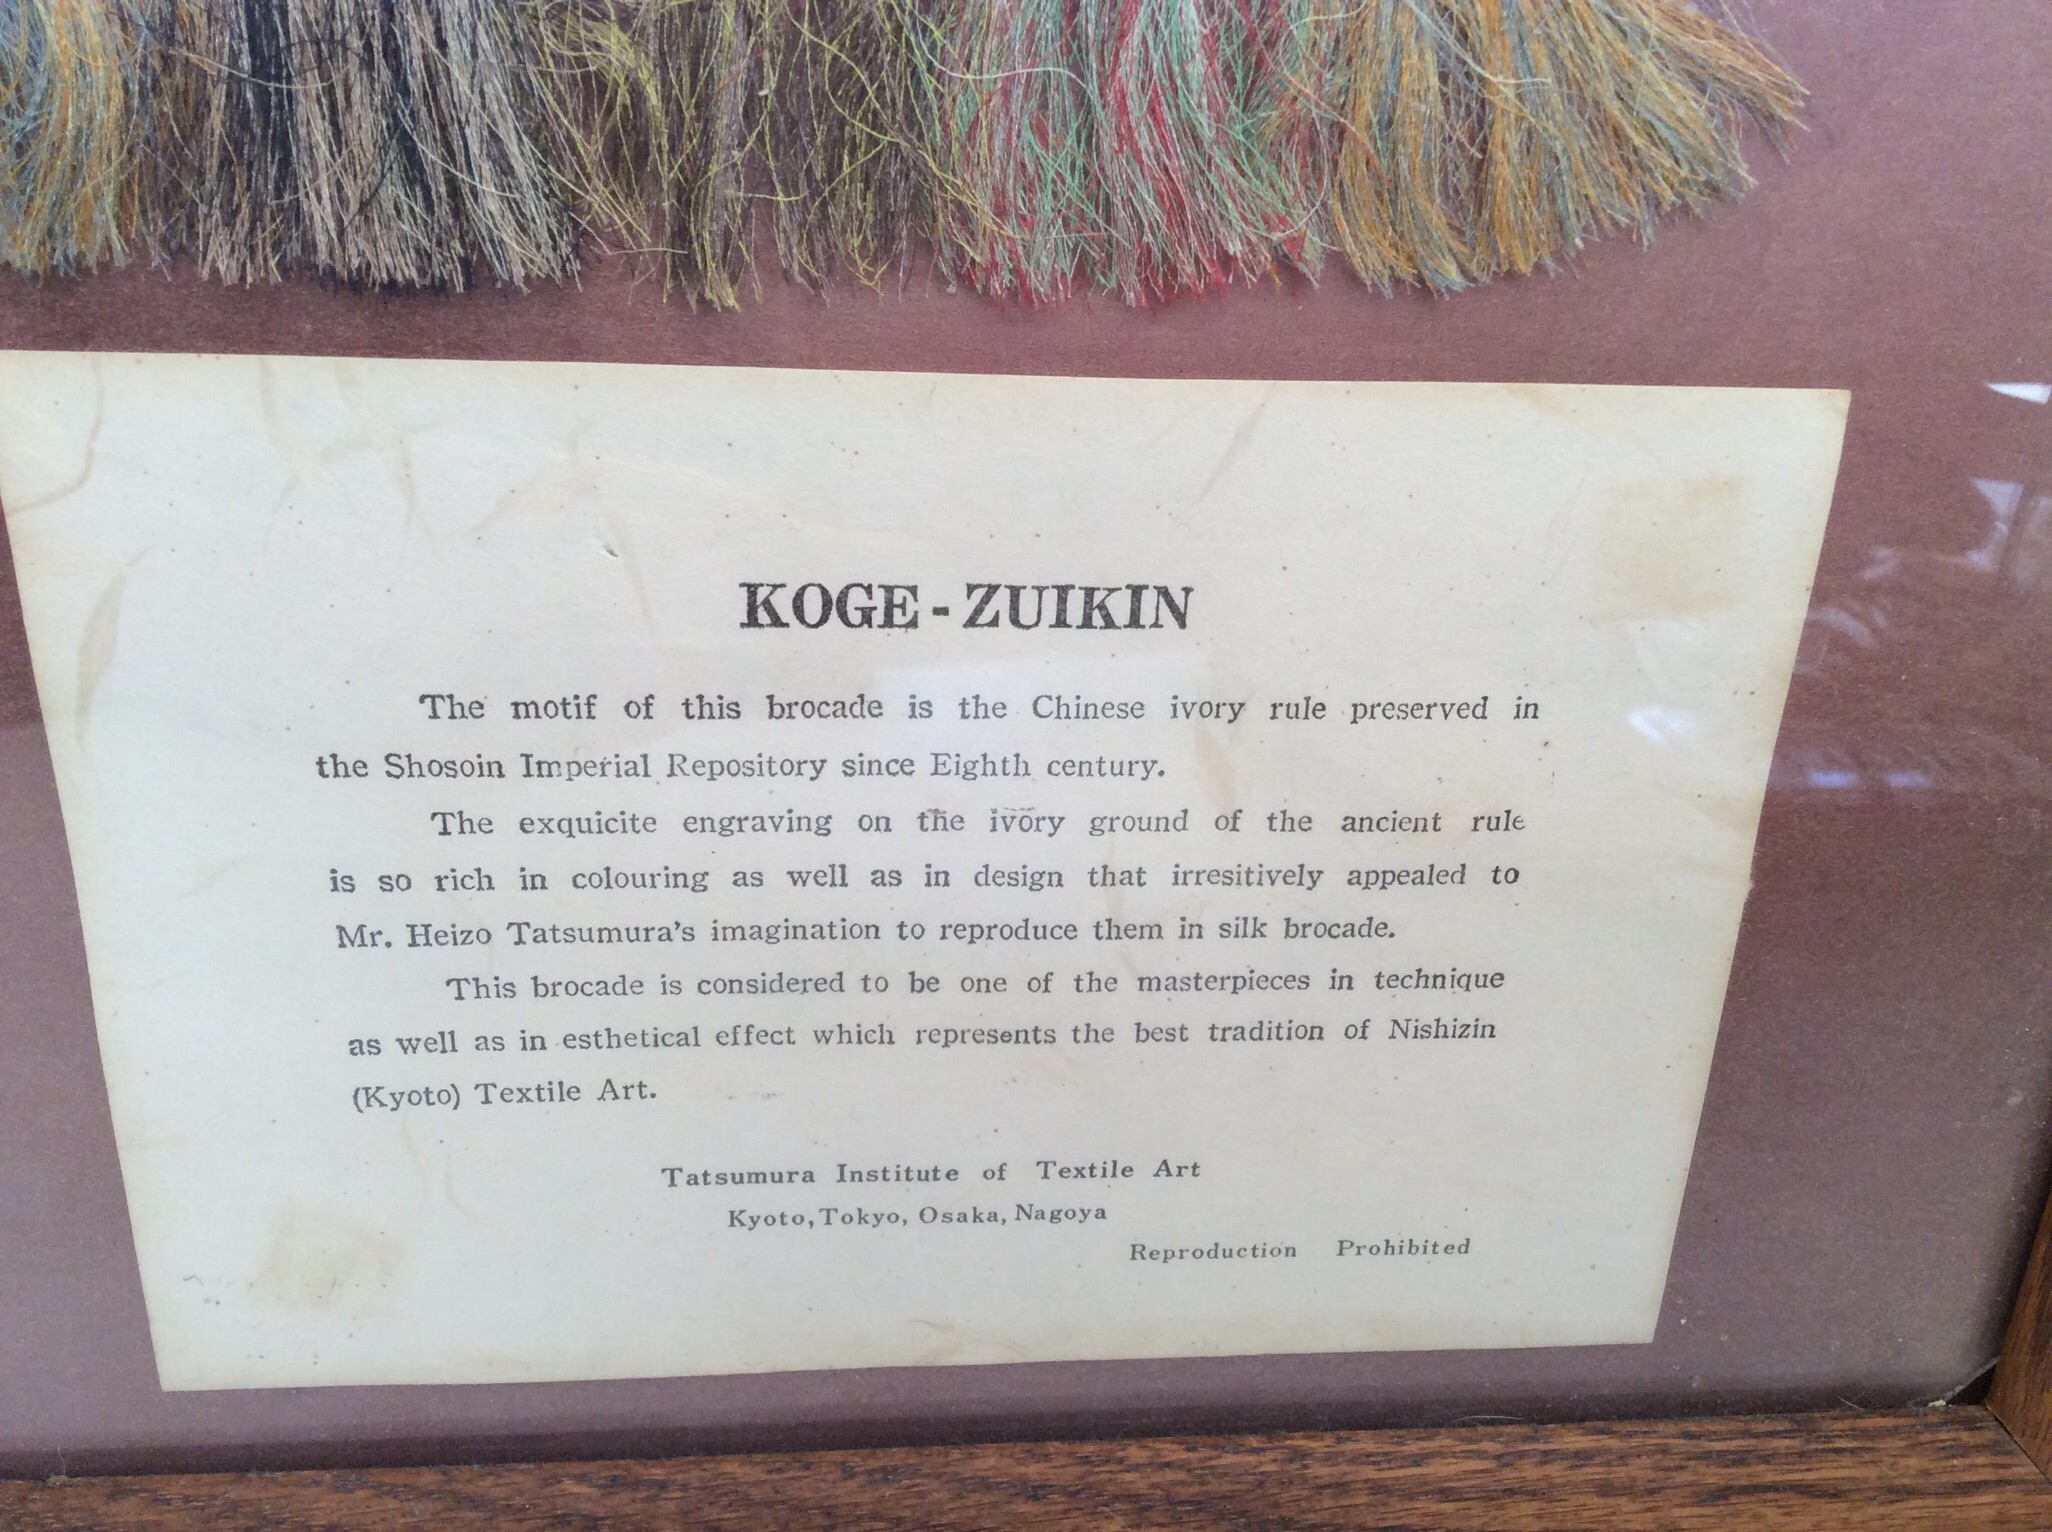 KOGE-ZUIKIN
The motif of this brocade is the Chinese ivory rule preserved in
the Shosoin Imperial Repository since Eighth century.
The exquicite engraving on the ivory ground of the ancient rule
is so rich in colouring as well as in design that irresitively appealed to
Mr. Heizo Tatsumura's imagination to reproduce them in silk brocade.
This brocade is considered to be one of the masterpieces in technique
as well as in esthetical effect which represents the best tradition of Nishizin
(Kyoto) Textile Art.
Tatsumura Institute of Textile Art
Kyoto, Tokyo, Osaka, Nagoya
Reproduction Prohibited